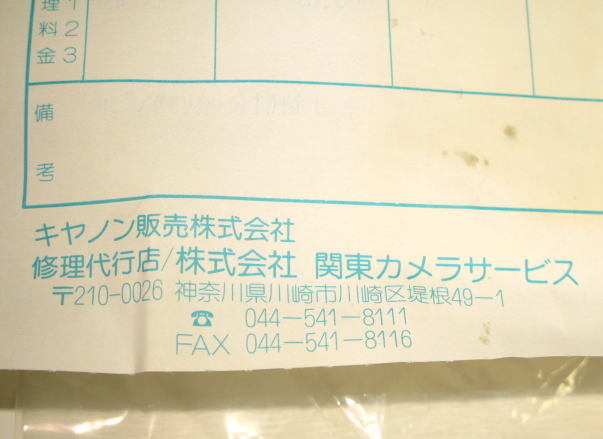 理1
料2
金3
備
考
キヤノン販売株式会社
修理代行店/株式会社 関東カメラサービス
〒210-0026 神奈川県川崎市川崎区堤根49-1
☎ 044-541-8111
FAX 044-541-8116